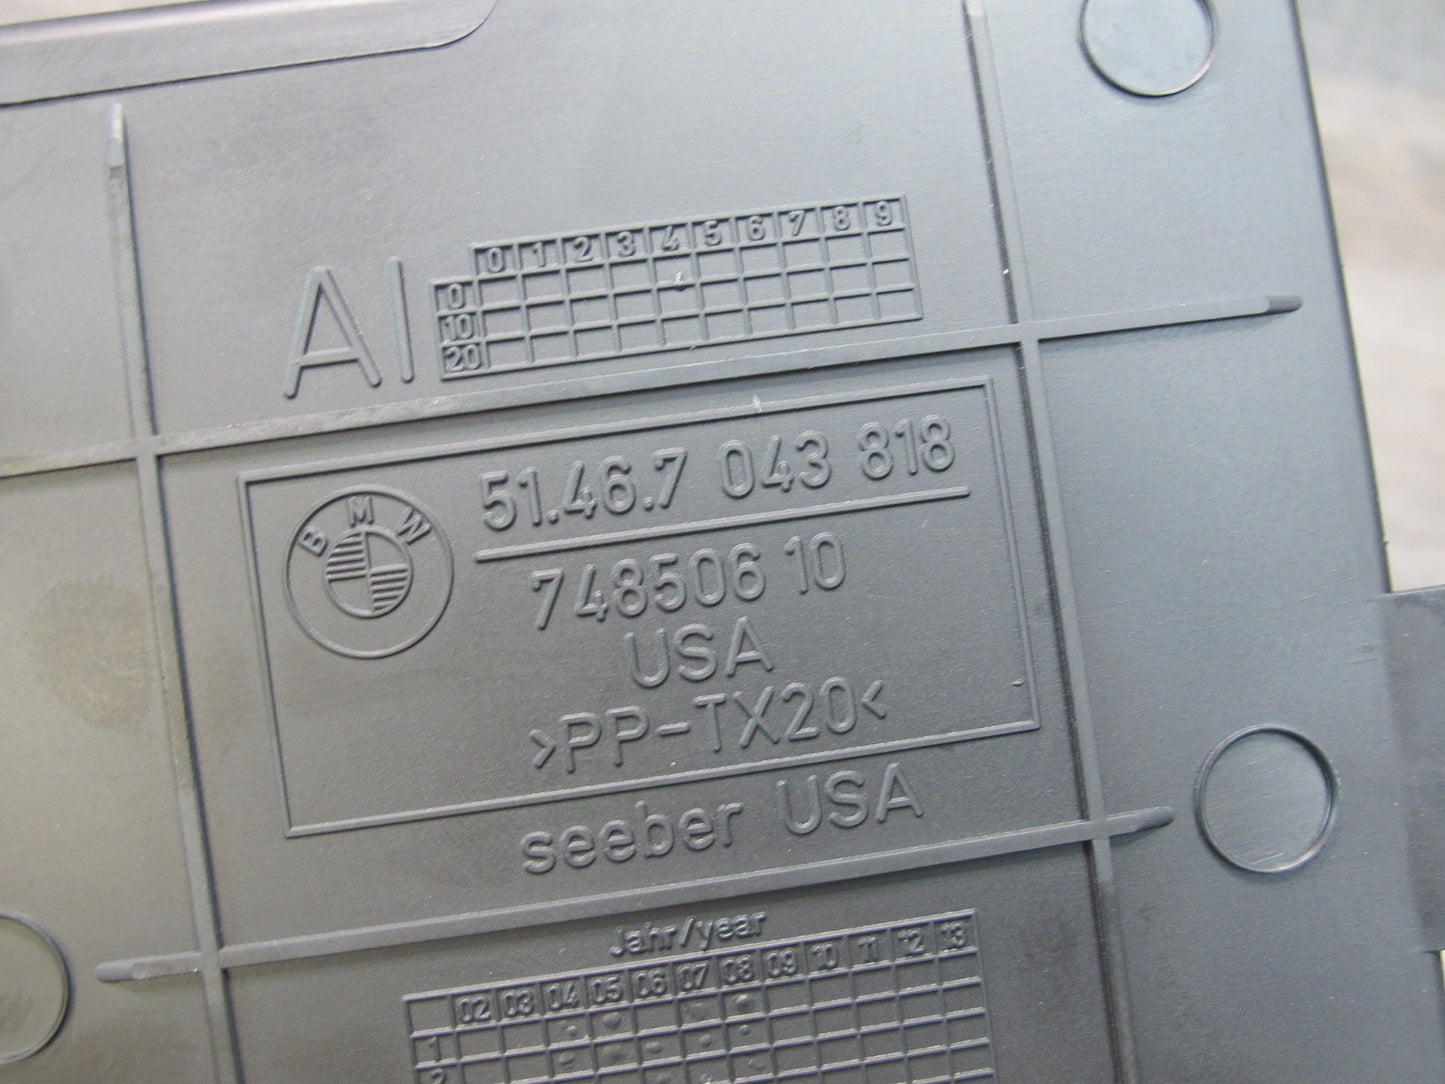 AI
0 1 2 3 4 5 6 7 8 9
0
10
20
BMW
51.46.7 043 818
748506 10
USA
>PP-TX20<
seeber USA
Jahr/year
02 03 04 05 06 07 08 09 10 11 12 13
1
2